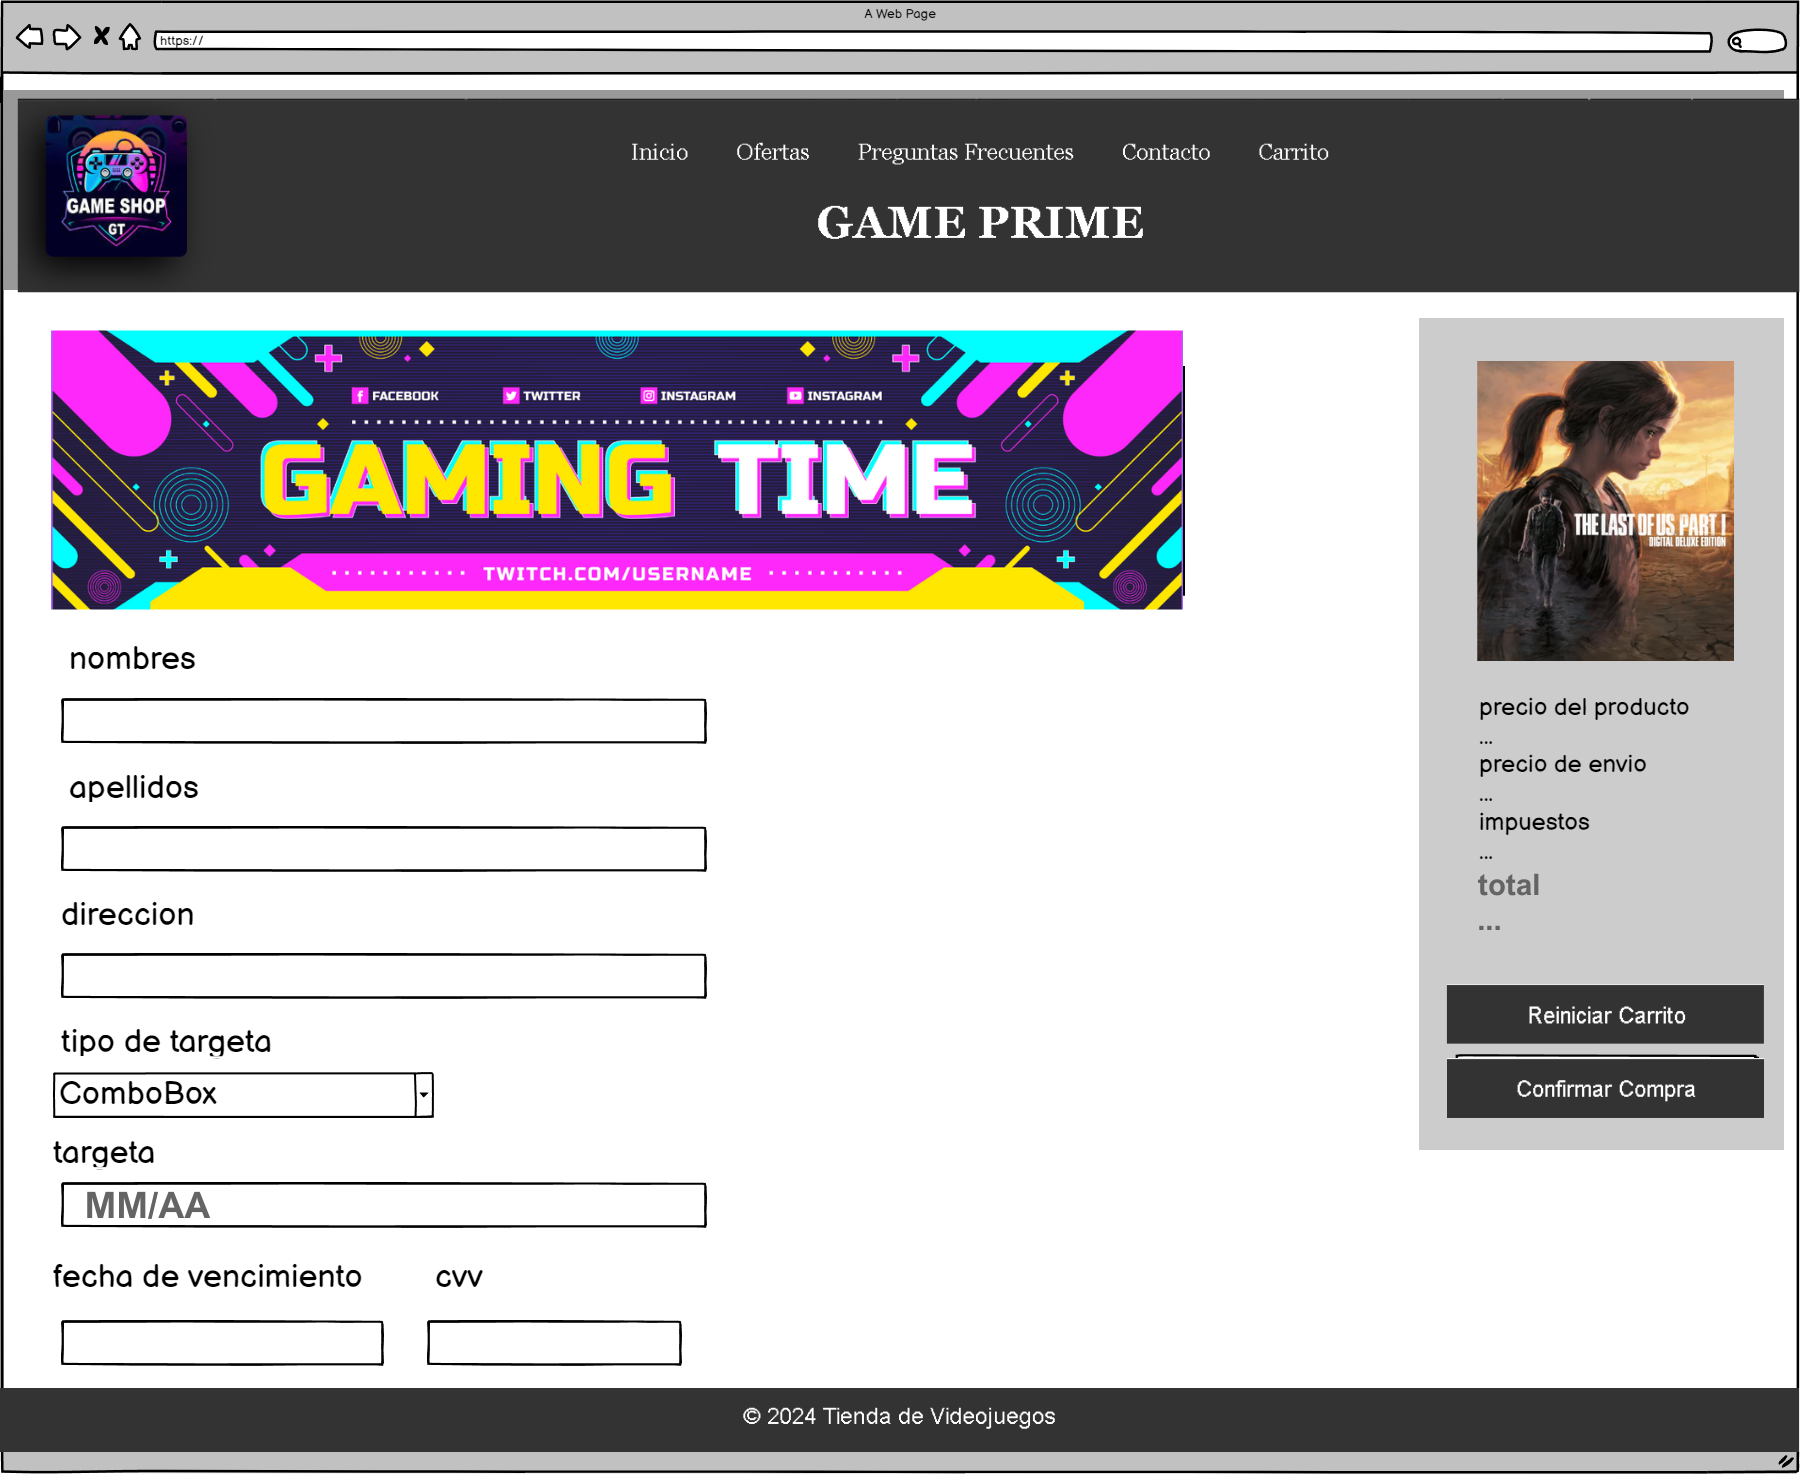 A Web Page
https://
GAME SHOP
GT
Inicio Ofertas Preguntas Frecuentes Contacto Carrito
GAME PRIME
FACEBOOK TWITTER INSTAGRAM INSTAGRAM
GAMING TIME
TWITCH.COM/USERNAME
nombres
apellidos
direccion
tipo de targeta
ComboBox
targeta
MM/AA
fecha de vencimiento cvv
THE LAST OF US PART I
DIGITAL DELUXE EDITION
precio del producto
...
precio de envio
...
impuestos
...
total
...
Reiniciar Carrito
Confirmar Compra
© 2024 Tienda de Videojuegos